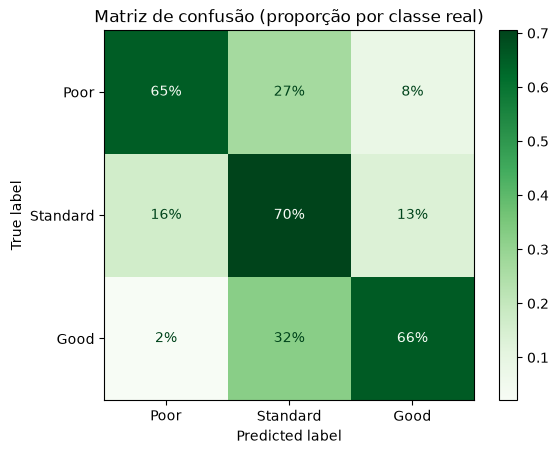 Matriz de confusão (proporção por classe real)
Poor
65%
27%
8%
Standard
16%
70%
13%
Good
2%
32%
66%
Poor
Standard
Good
Predicted label
True label
0.7
0.6
0.5
0.4
0.3
0.2
0.1